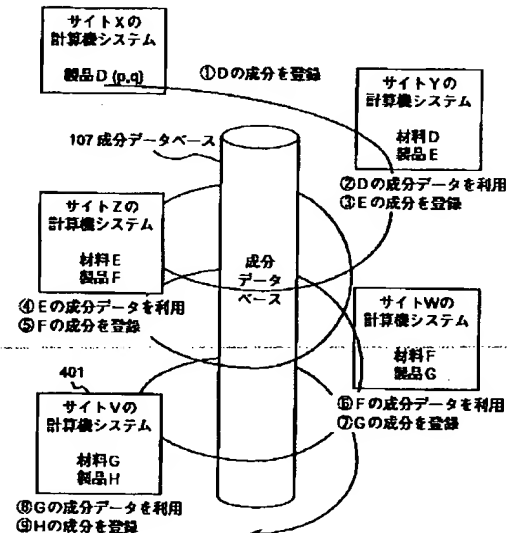 サイトXの
計算機システム
製品D (p,q)
①Dの成分を登録
サイトYの
計算機システム
材料D
製品E
107 成分データベース
②Dの成分データを利用
③Eの成分を登録
サイトZの
計算機システム
材料E
製品F
成分
データ
ベース
④Eの成分データを利用
⑤Fの成分を登録
サイトWの
計算機システム
材料F
製品G
401
サイトVの
計算機システム
材料G
製品H
⑥Fの成分データを利用
⑦Gの成分を登録
⑧Gの成分データを利用
⑨Hの成分を登録